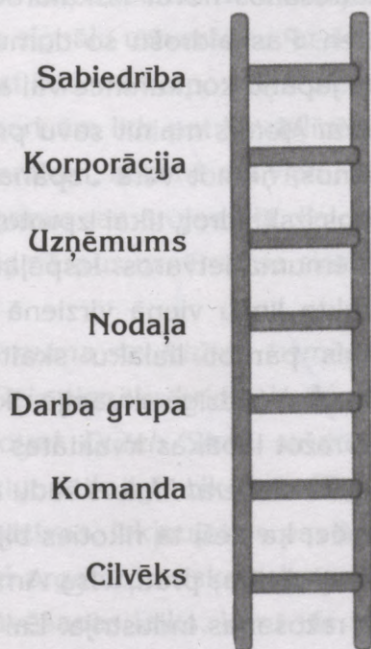 Sabiedrība
Korporācija
Uzņēmums
Nodaļa
Darba grupa
Komanda
Cilvēks